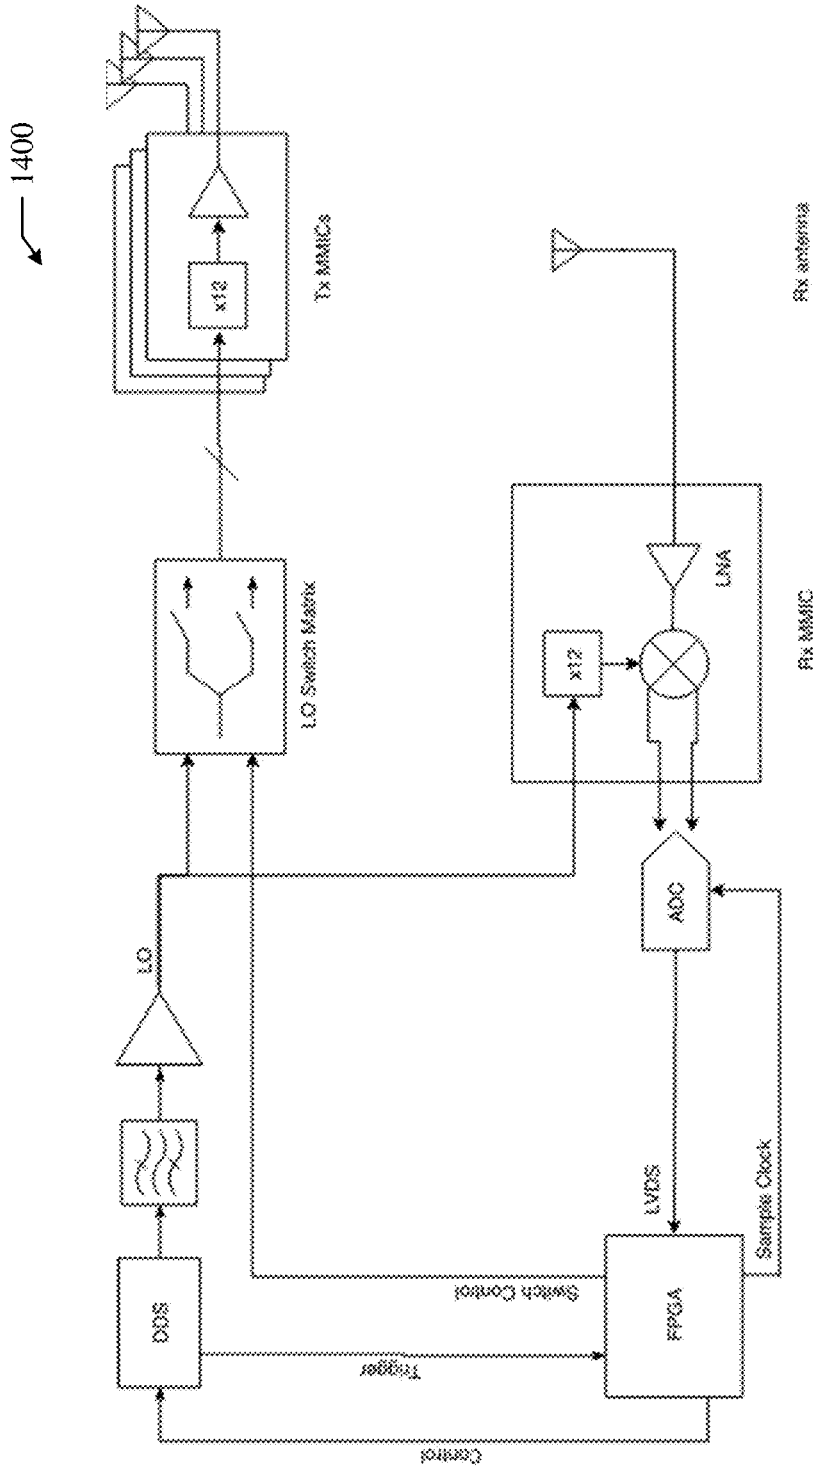 1400
DDS
LO
LO Switch Matrix
x12
Tx MMICs
Control
Trigger
Switch Control
FPGA
LVDS
Sample Clock
ADC
x12
LNA
Rx MMIC
Rx antenna